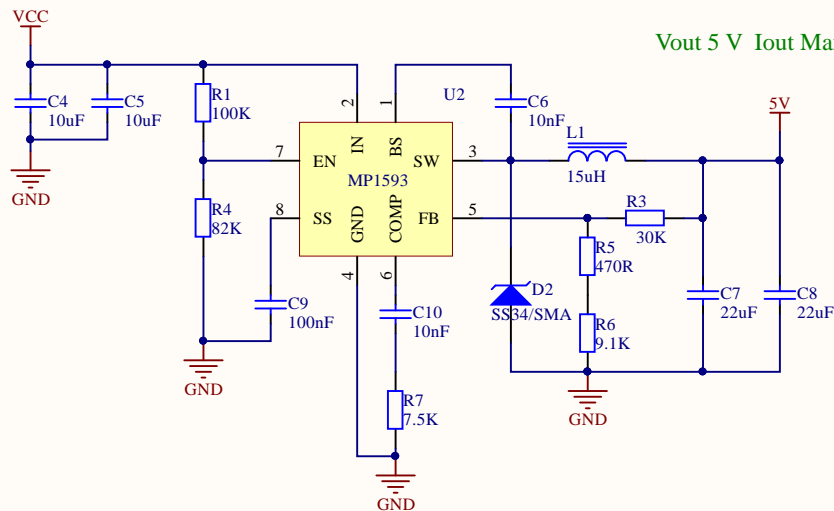 VCC
Vout 5 V Iout
C4
10uF
C5
10uF
R1
100K
2
1
U2
C6
10nF
5V
L1
15uH
IN
BS
7
EN
SW
3
MP1593
R4
82K
8
SS
GND
COMP
FB
5
R3
30K
R5
470R
GND
4
6
C9
100nF
C10
10nF
D2
SS34/SMA
R6
9.1K
C7
22uF
C8
22uF
GND
R7
7.5K
GND
GND